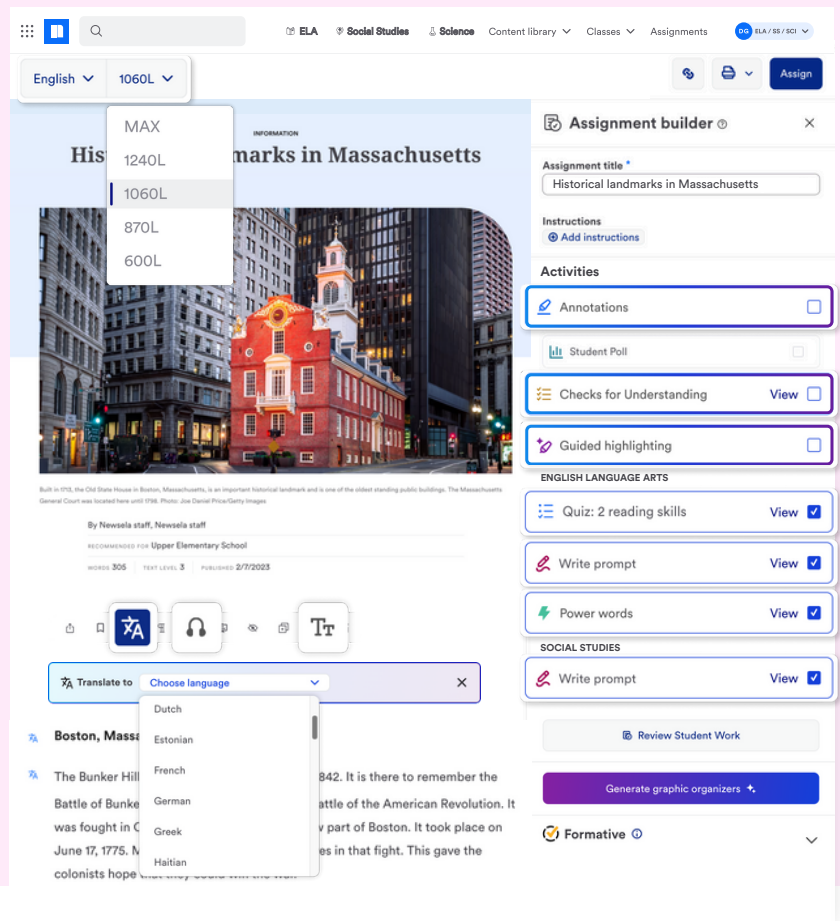 ELA
Social Studies
Science
Content library
Classes
Assignments
DG
ELA / SS / SCI
English
1060L
Assign
MAX
1240L
1060L
870L
600L
INFORMATION
His
marks in Massachusetts
Built in 1713, the Old State House in Boston, Massachusetts, is an important historical landmark and is one of the oldest standing public buildings. The Massachusetts
General Court was located here until 1798. Photo: Joe Daniel Price/Getty Images
By Newsela staff, Newsela staff
RECOMMENDED FOR Upper Elementary School
WORDS 305 TEXT LEVEL 3 PUBLISHED 2/7/2023
Translate to
Choose language
Dutch
Estonian
French
German
Greek
Haitian
Boston, Massa
The Bunker Hill
842. It is there to remember the
Battle of Bunke
attle of the American Revolution. It
was fought in C
part of Boston. It took place on
June 17, 1775. M
es in that fight. This gave the
colonists hope that they could win the war.
Assignment builder
Assignment title *
Historical landmarks in Massachusetts
Instructions
Add instructions
Activities
Annotations
Student Poll
Checks for Understanding View
Guided highlighting
ENGLISH LANGUAGE ARTS
Quiz: 2 reading skills View
Write prompt View
Power words View
SOCIAL STUDIES
Write prompt View
Review Student Work
Generate graphic organizers
Formative